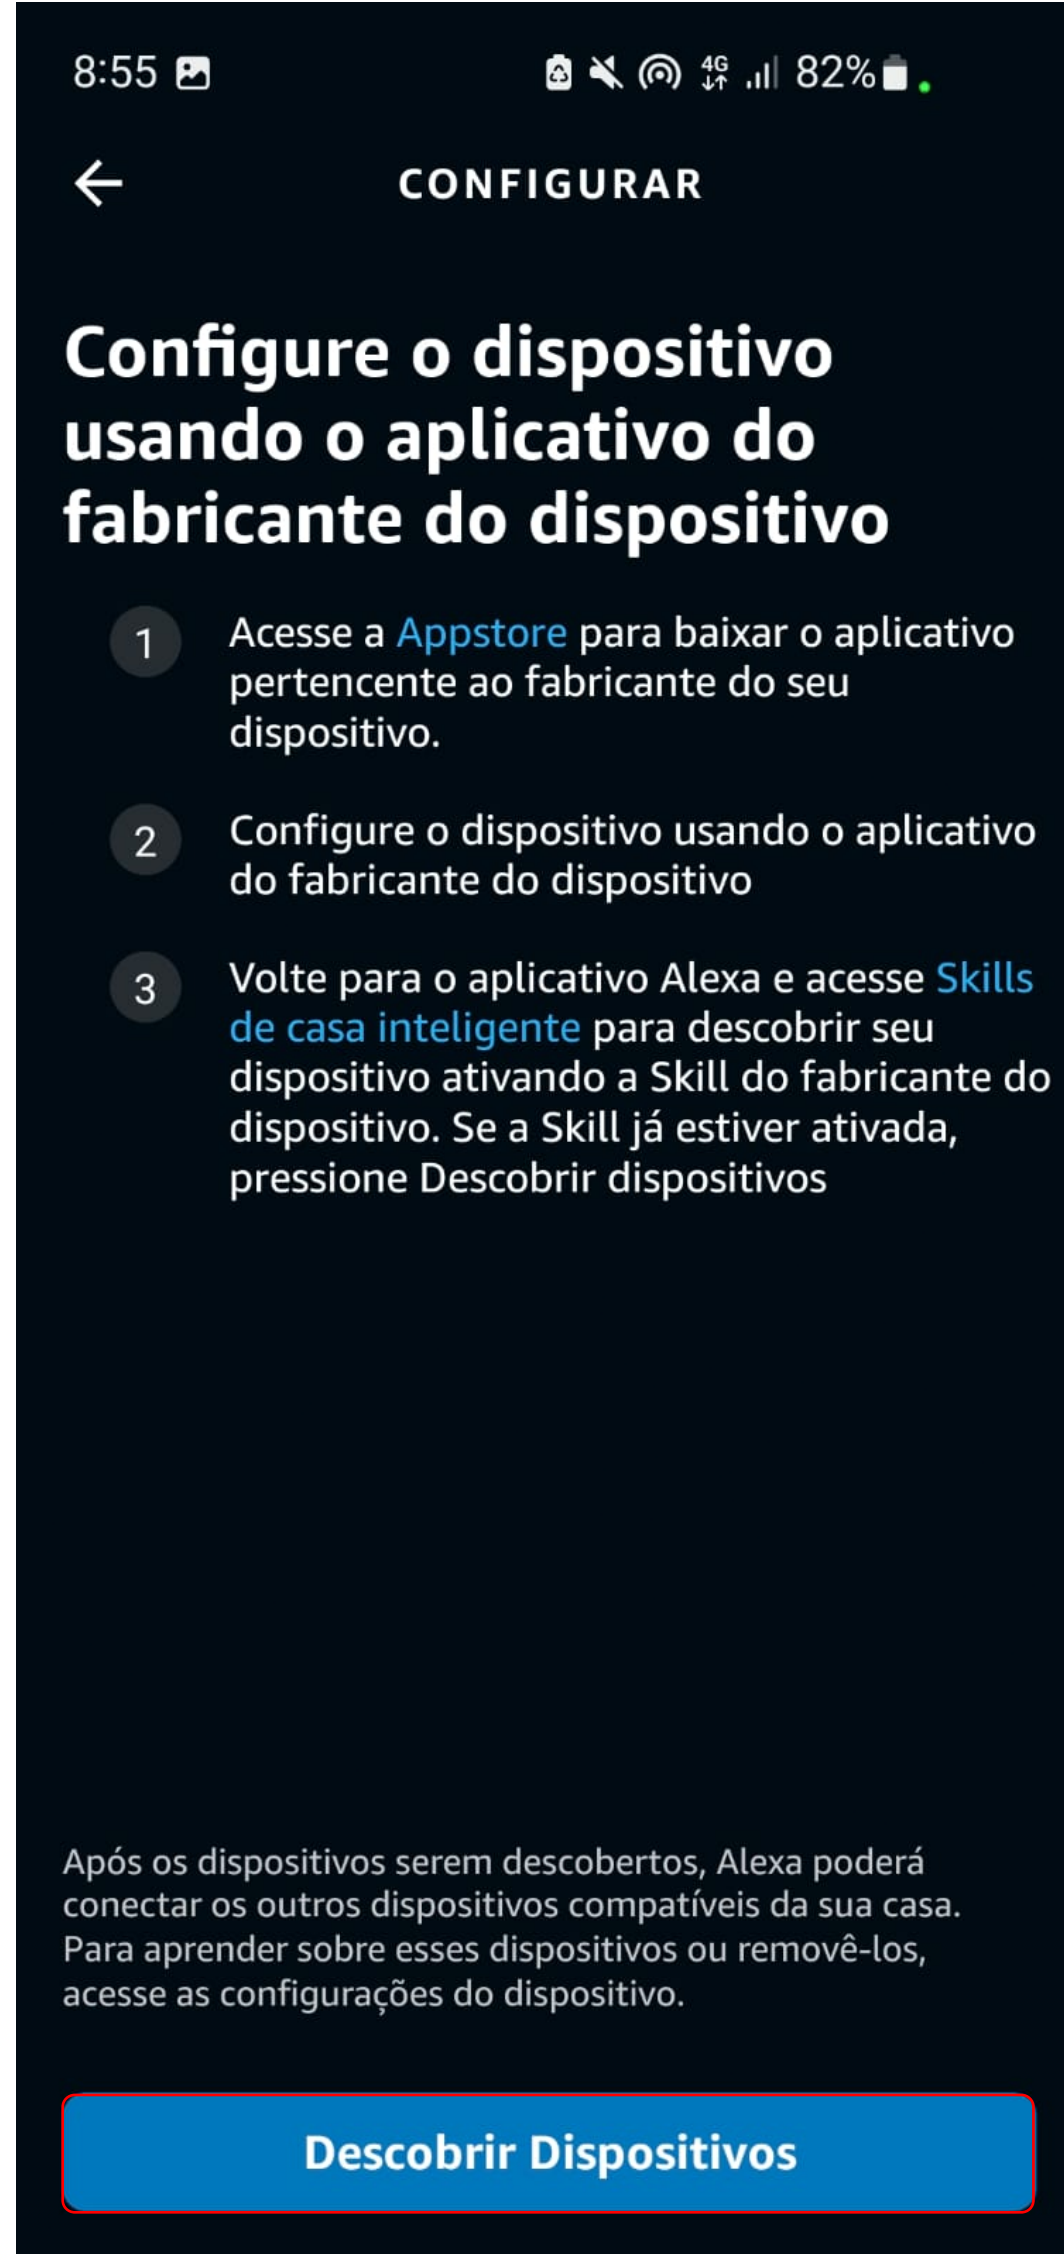 8:55 4G 82%
CONFIGURAR
Configure o dispositivo
usando o aplicativo do
fabricante do dispositivo
1 Acesse a Appstore para baixar o aplicativo
pertencente ao fabricante do seu
dispositivo.
2 Configure o dispositivo usando o aplicativo
do fabricante do dispositivo
3 Volte para o aplicativo Alexa e acesse Skills
de casa inteligente para descobrir seu
dispositivo ativando a Skill do fabricante do
dispositivo. Se a Skill já estiver ativada,
pressione Descobrir dispositivos
Após os dispositivos serem descobertos, Alexa poderá
conectar os outros dispositivos compatíveis da sua casa.
Para aprender sobre esses dispositivos ou removê-los,
acesse as configurações do dispositivo.
Descobrir Dispositivos